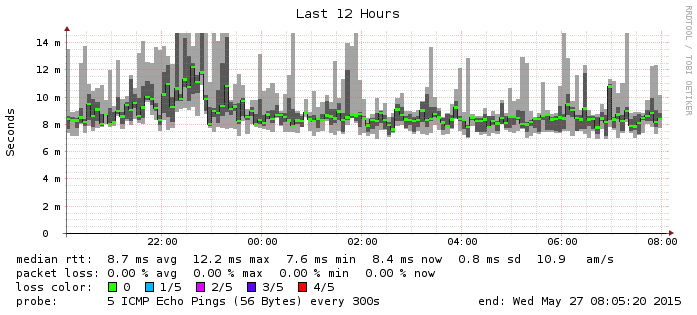 Last 12 Hours
RRDTOOL / TOBI OETIKER
Seconds
14 m
12 m
10 m
8 m
6 m
4 m
2 m
0
22:00 00:00 02:00 04:00 06:00 08:00
median rtt: 8.7 ms avg 12.2 ms max 7.6 ms min 8.4 ms now 0.8 ms sd 10.9 am/s
packet loss: 0.00 % avg 0.00 % max 0.00 % min 0.00 % now
loss color: 0 1/5 2/5 3/5 4/5
probe: 5 ICMP Echo Pings (56 Bytes) every 300s end: Wed May 27 08:05:20 2015